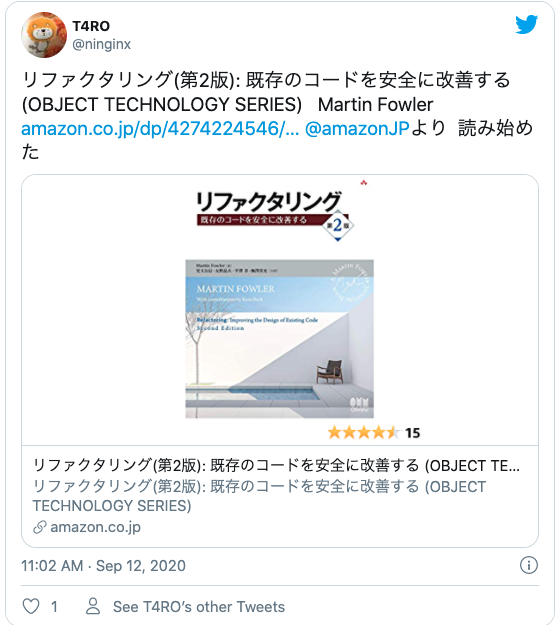 T4RO
@ninginx
リファクタリング(第2版): 既存のコードを安全に改善する
(OBJECT TECHNOLOGY SERIES) Martin Fowler
amazon.co.jp/dp/4274224546/... @amazonJPより 読み始め
た
リファクタリング
既存のコードを安全に改善する
第2版
Martin Fowler
MARTIN FOWLER
With contributions by Kent Beck
Refactoring: Improving the Design of Existing Code
Second Edition
OHM
Ohmsha
15
リファクタリング(第2版): 既存のコードを安全に改善する (OBJECT TE...
リファクタリング(第2版): 既存のコードを安全に改善する (OBJECT
TECHNOLOGY SERIES)
amazon.co.jp
11:02 AM · Sep 12, 2020
1
See T4RO’s other Tweets